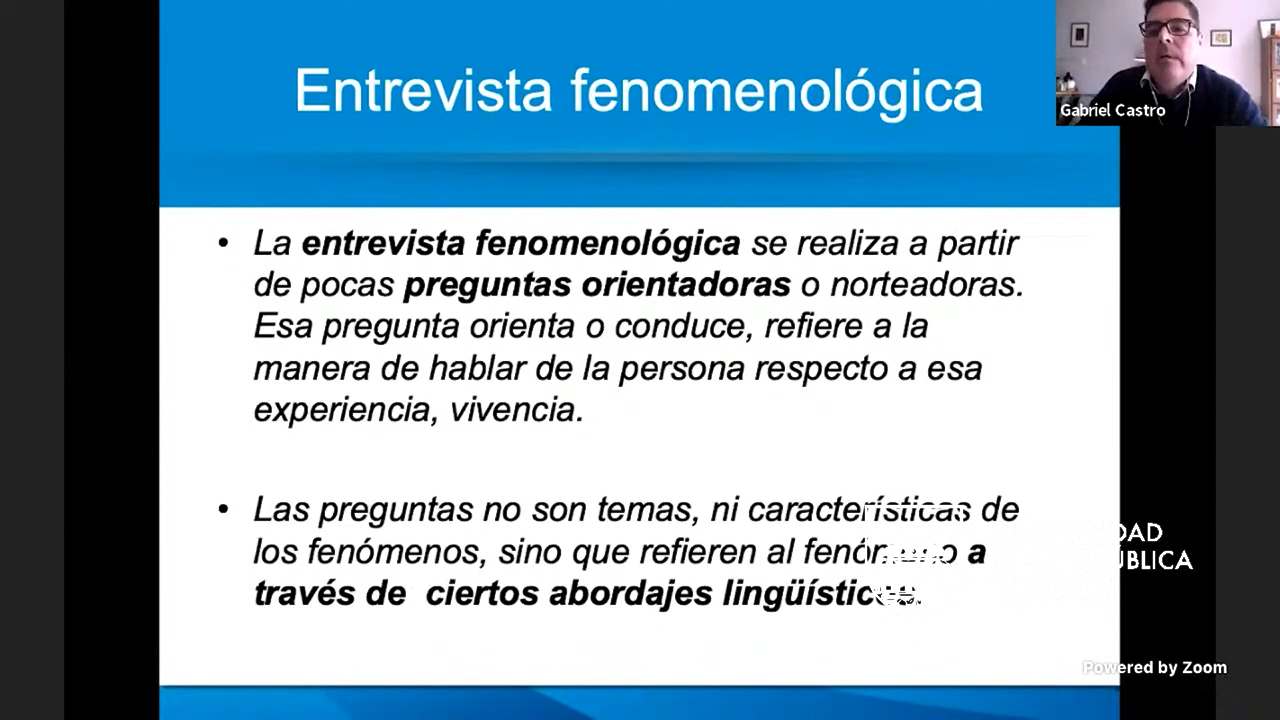 Entrevista fenomenológica
Gabriel Castro
• La entrevista fenomenológica se realiza a partir
de pocas preguntas orientadoras o norteadoras.
Esa pregunta orienta o conduce, refiere a la
manera de hablar de la persona respecto a esa
experiencia, vivencia.
• Las preguntas no son temas, ni características de
los fenómenos, sino que refieren al fenómeno a
través de ciertos abordajes lingüísticos
Powered by Zoom